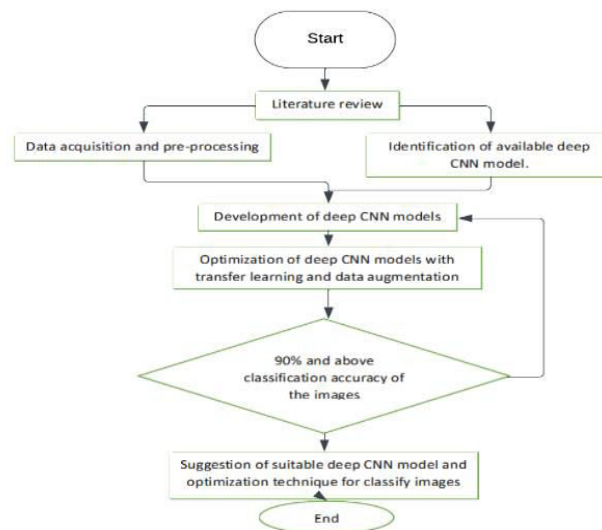 Start
Literature review
Data acquisition and pre-processing
Identification of available deep
CNN model.
Development of deep CNN models
Optimization of deep CNN models with
transfer learning and data augmentation
90% and above
classification accuracy of
the images
Suggestion of suitable deep CNN model and
optimization technique for classify images
End